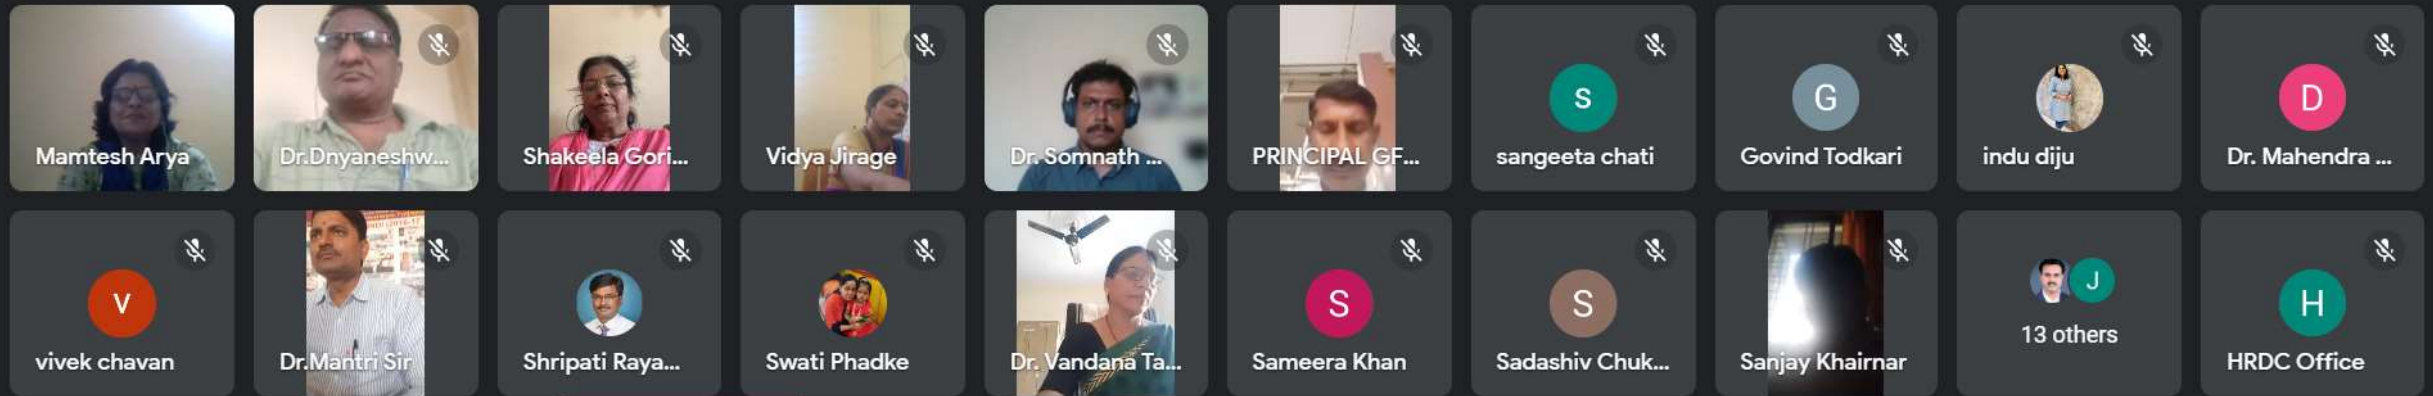 Mamtesh Arya
Dr.Dnyaneshw...
Shakeela Gori...
Vidya Jirage
Dr. Somnath ...
PRINCIPAL GF...
s
sangeeta chati
G
Govind Todkari
indu diju
D
Dr. Mahendra ...
V
vivek chavan
Dr.Mantri Sir
Shripati Raya...
Swati Phadke
Dr. Vandana Ta...
S
Sameera Khan
S
Sadashiv Chuk...
Sanjay Khairnar
J
13 others
H
HRDC Office